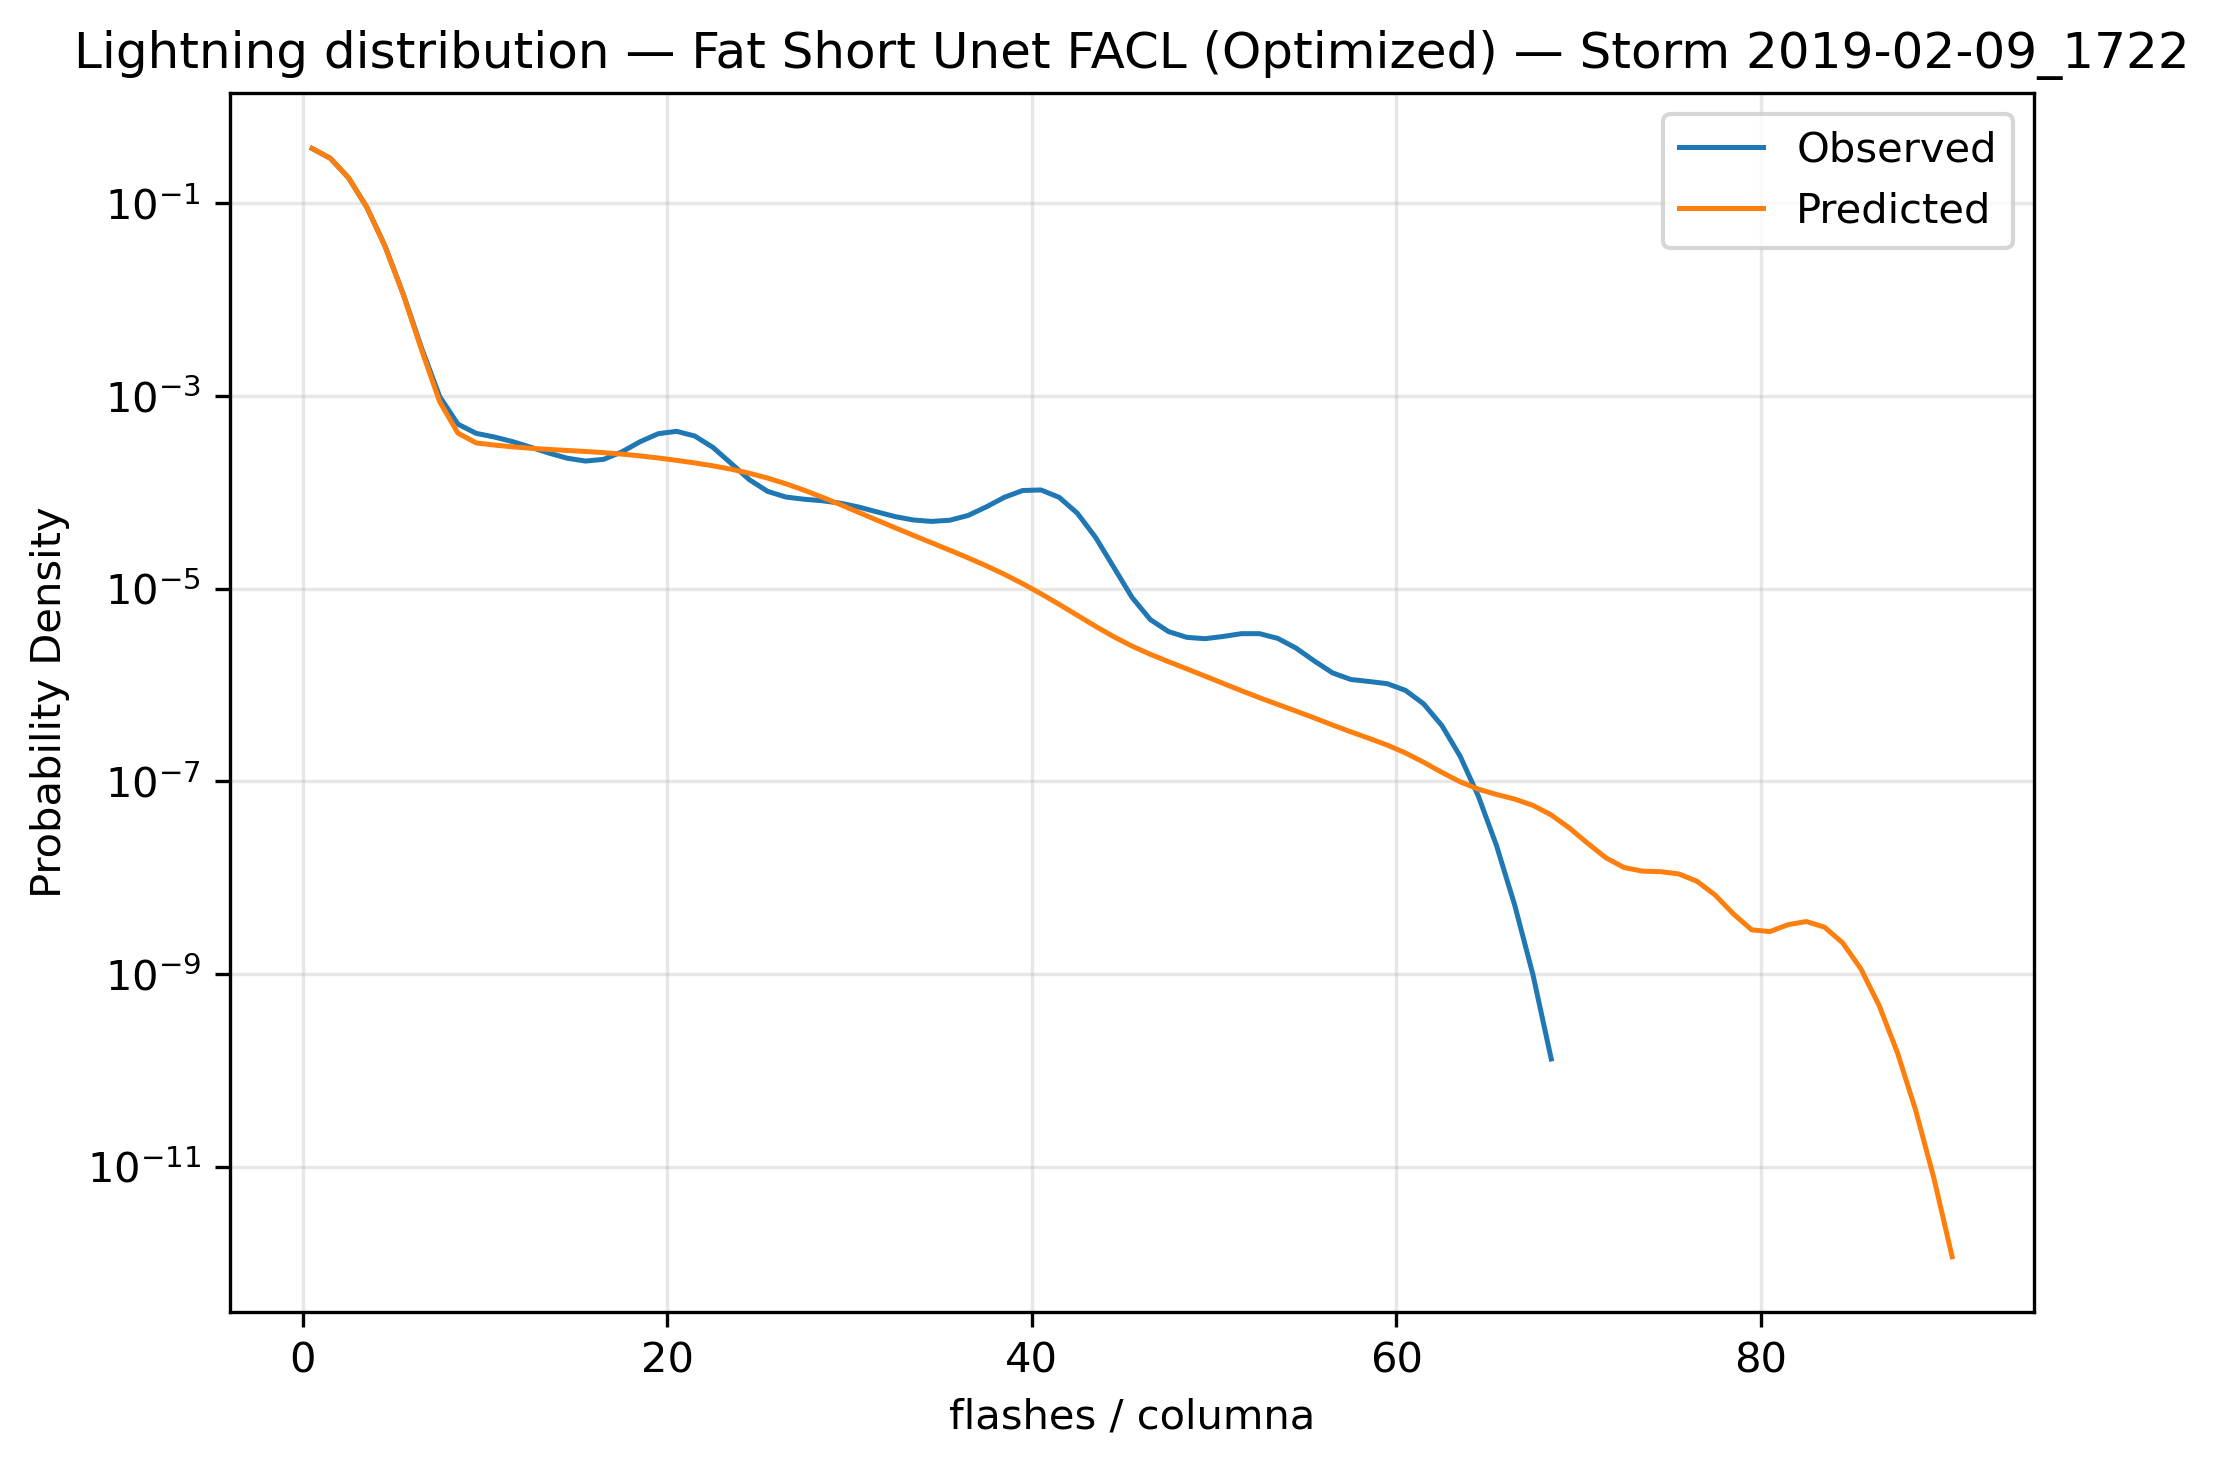 Lightning distribution — Fat Short Unet FACL (Optimized) — Storm 2019-02-09_1722
Observed
Predicted
Probability Density
10⁻¹
10⁻³
10⁻⁵
10⁻⁷
10⁻⁹
10⁻¹¹
0 20 40 60 80
flashes / columna